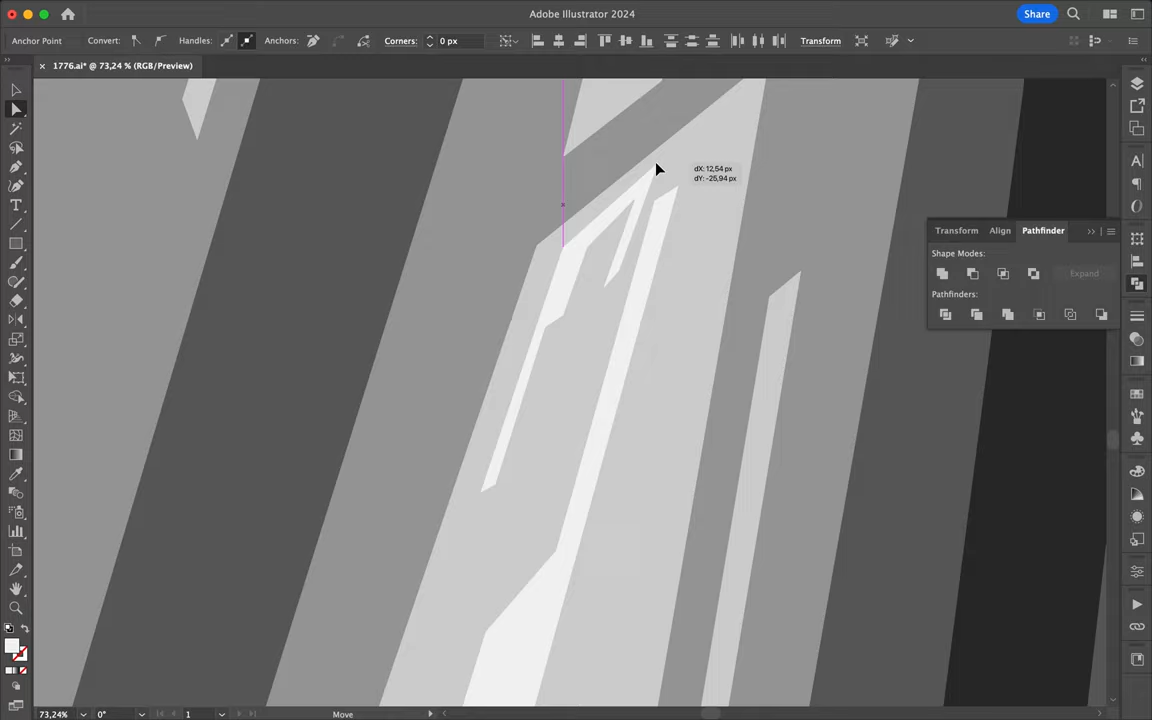 Adobe Illustrator 2024
Share
Anchor Point
Convert:
Handles:
Anchors:
Corners:
0 px
Transform
× 1776.ai* @ 73,24 % (RGB/Preview)
dX: 12,54 px
dY: -25,94 px
Transform
Align
Pathfinder
Shape Modes:
Expand
Pathfinders:
73,24%
0°
1
Move